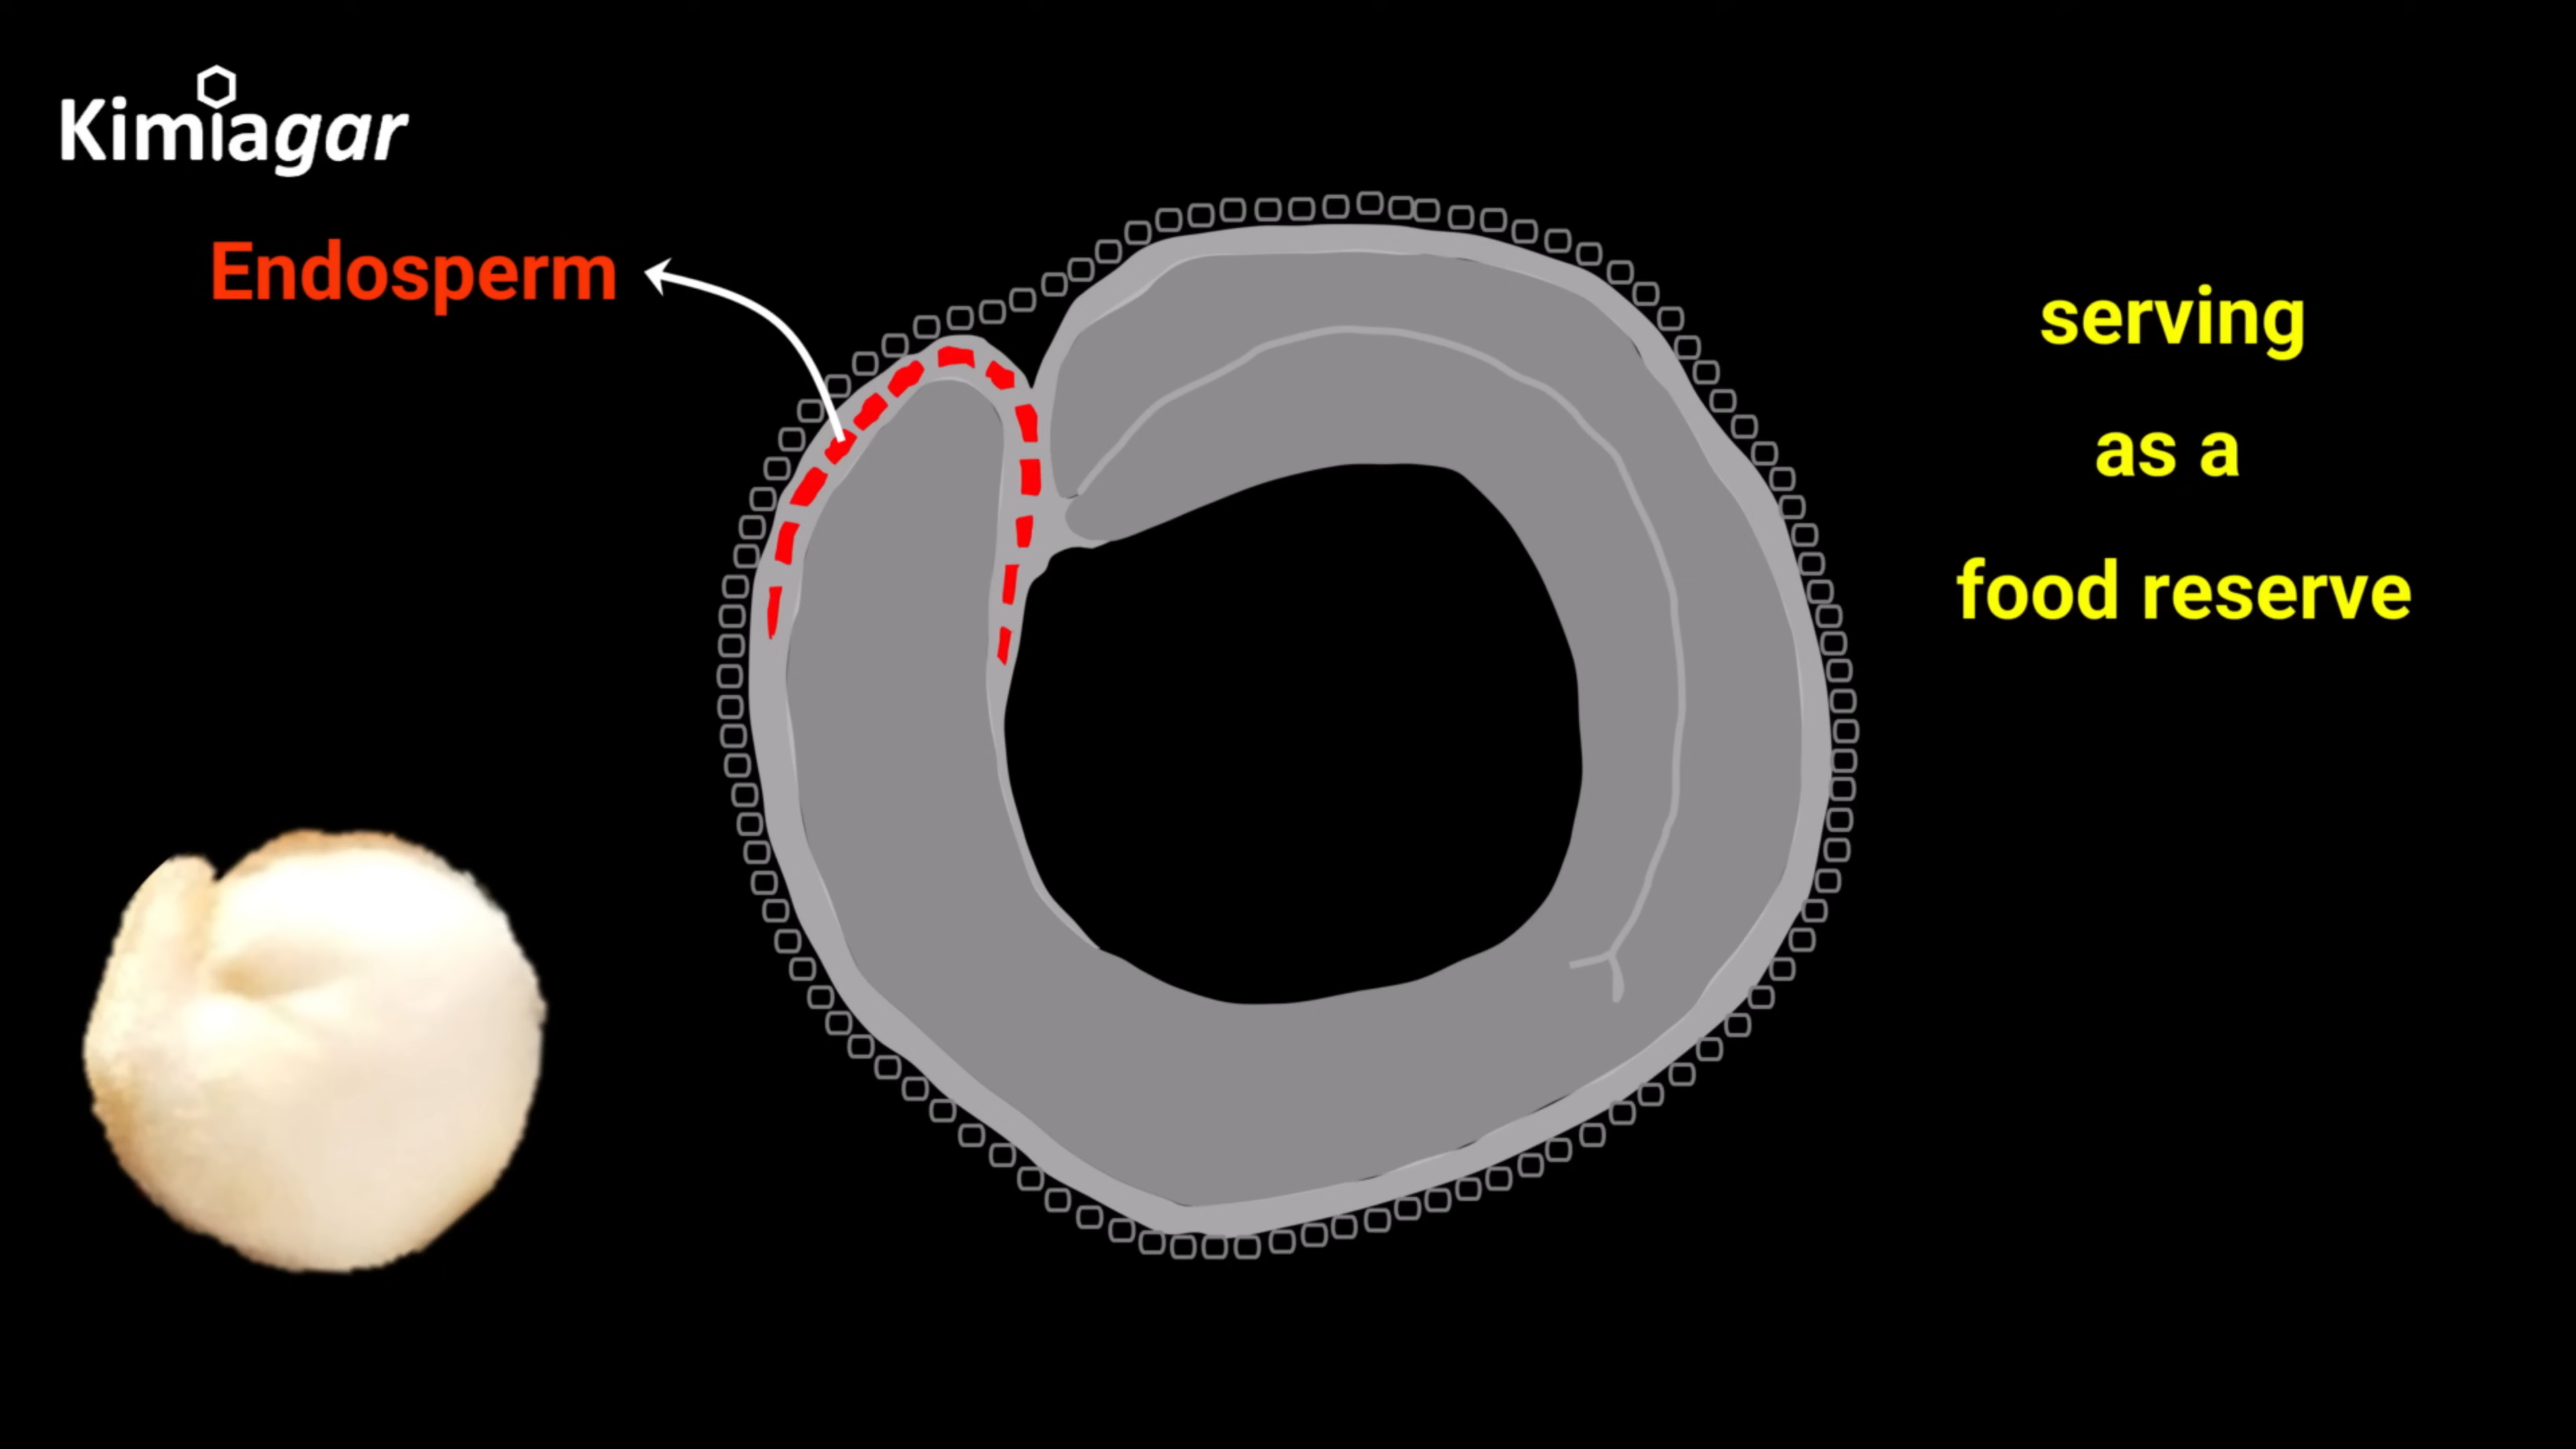 Kimiagar
Endosperm
serving
as a
food reserve